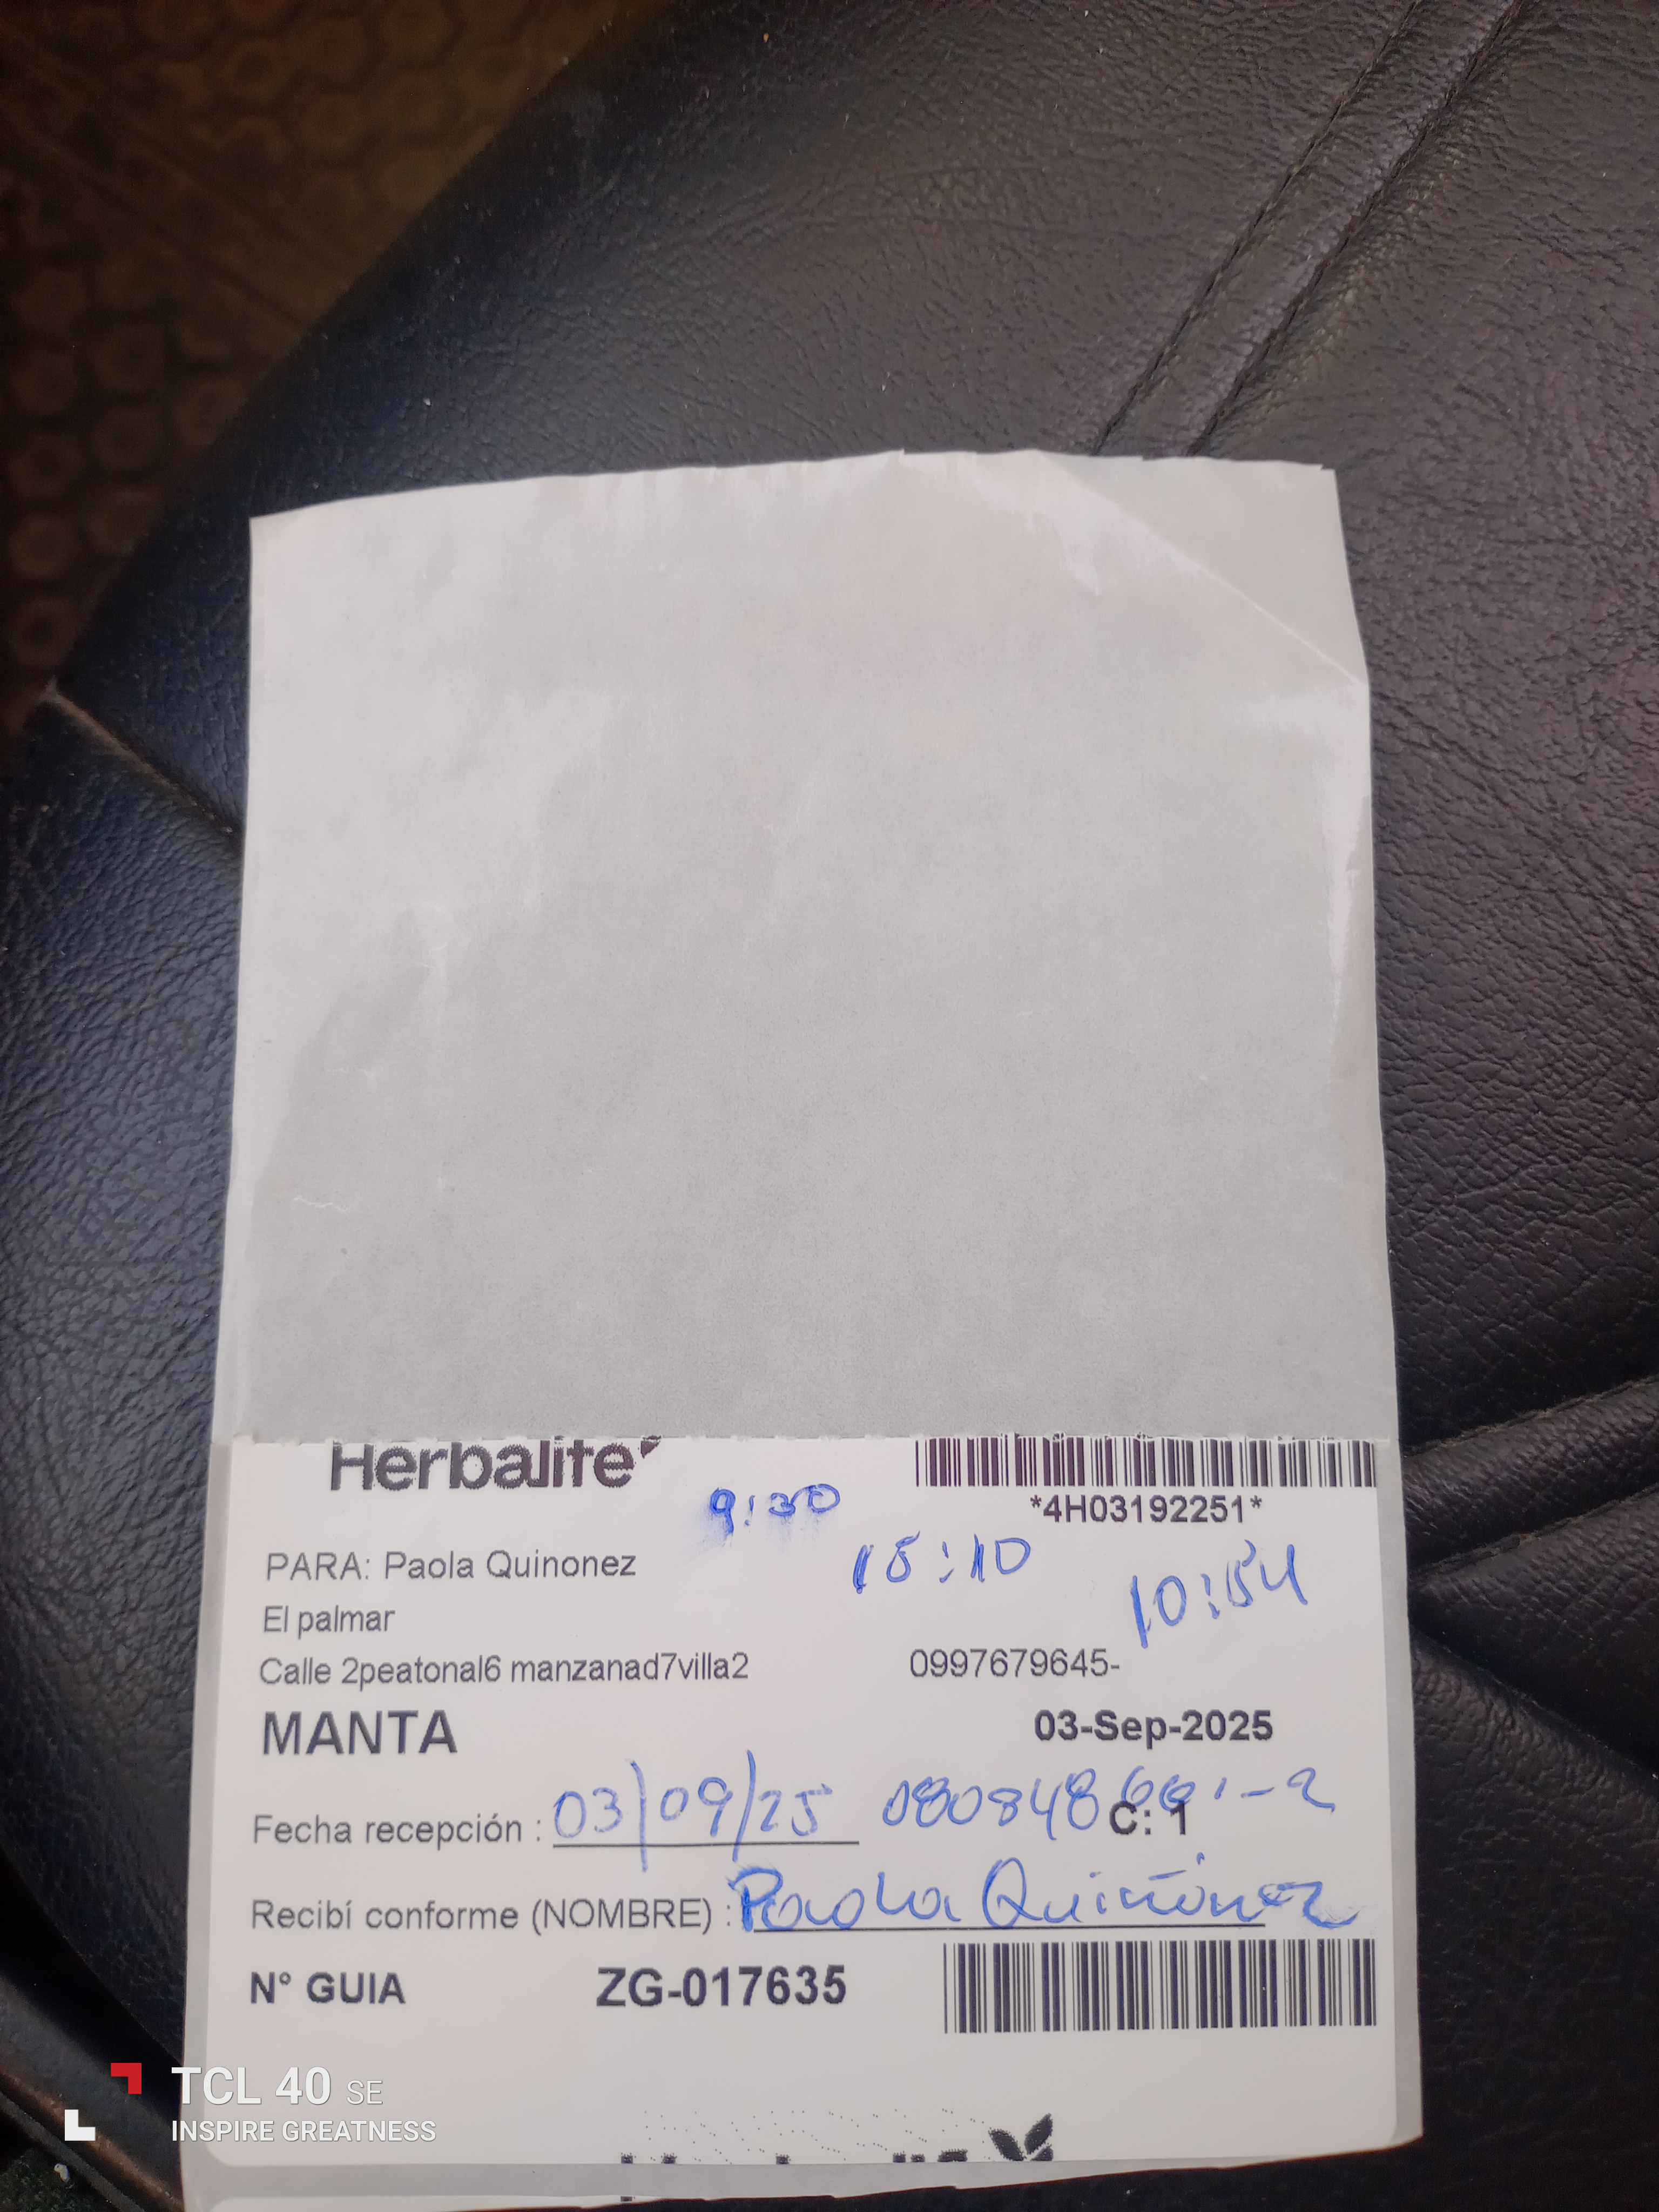 Herbalife
9:30
*4H03192251*
PARA: Paola Quinonez
15:10
10:54
El palmar
Calle 2peatonal6 manzanad7villa2 0997679645-
MANTA
03-Sep-2025
Fecha recepción : 03/09/25
C: 1
Recibí conforme (NOMBRE) : Paola Quiñonez
N° GUIA ZG-017635
TCL 40 SE
INSPIRE GREATNESS